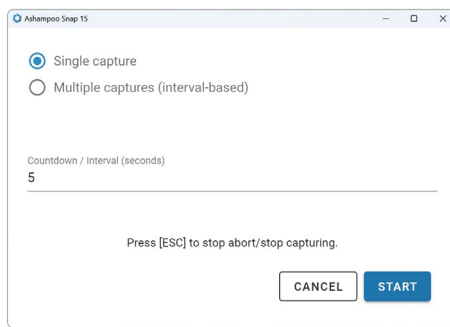 Ashampoo Snap 15
Single capture
Multiple captures (interval-based)
Countdown / Interval (seconds)
5
Press [ESC] to stop abort/stop capturing.
CANCEL START